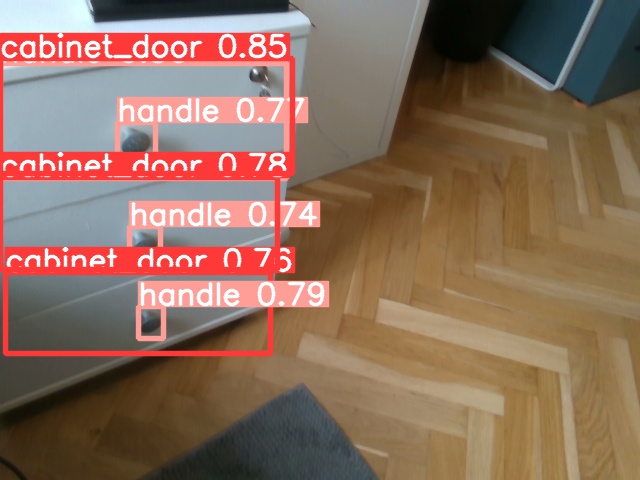 cabinet_door 0.85
handle 0.77
cabinet_door 0.78
handle 0.74
cabinet_door 0.76
handle 0.79